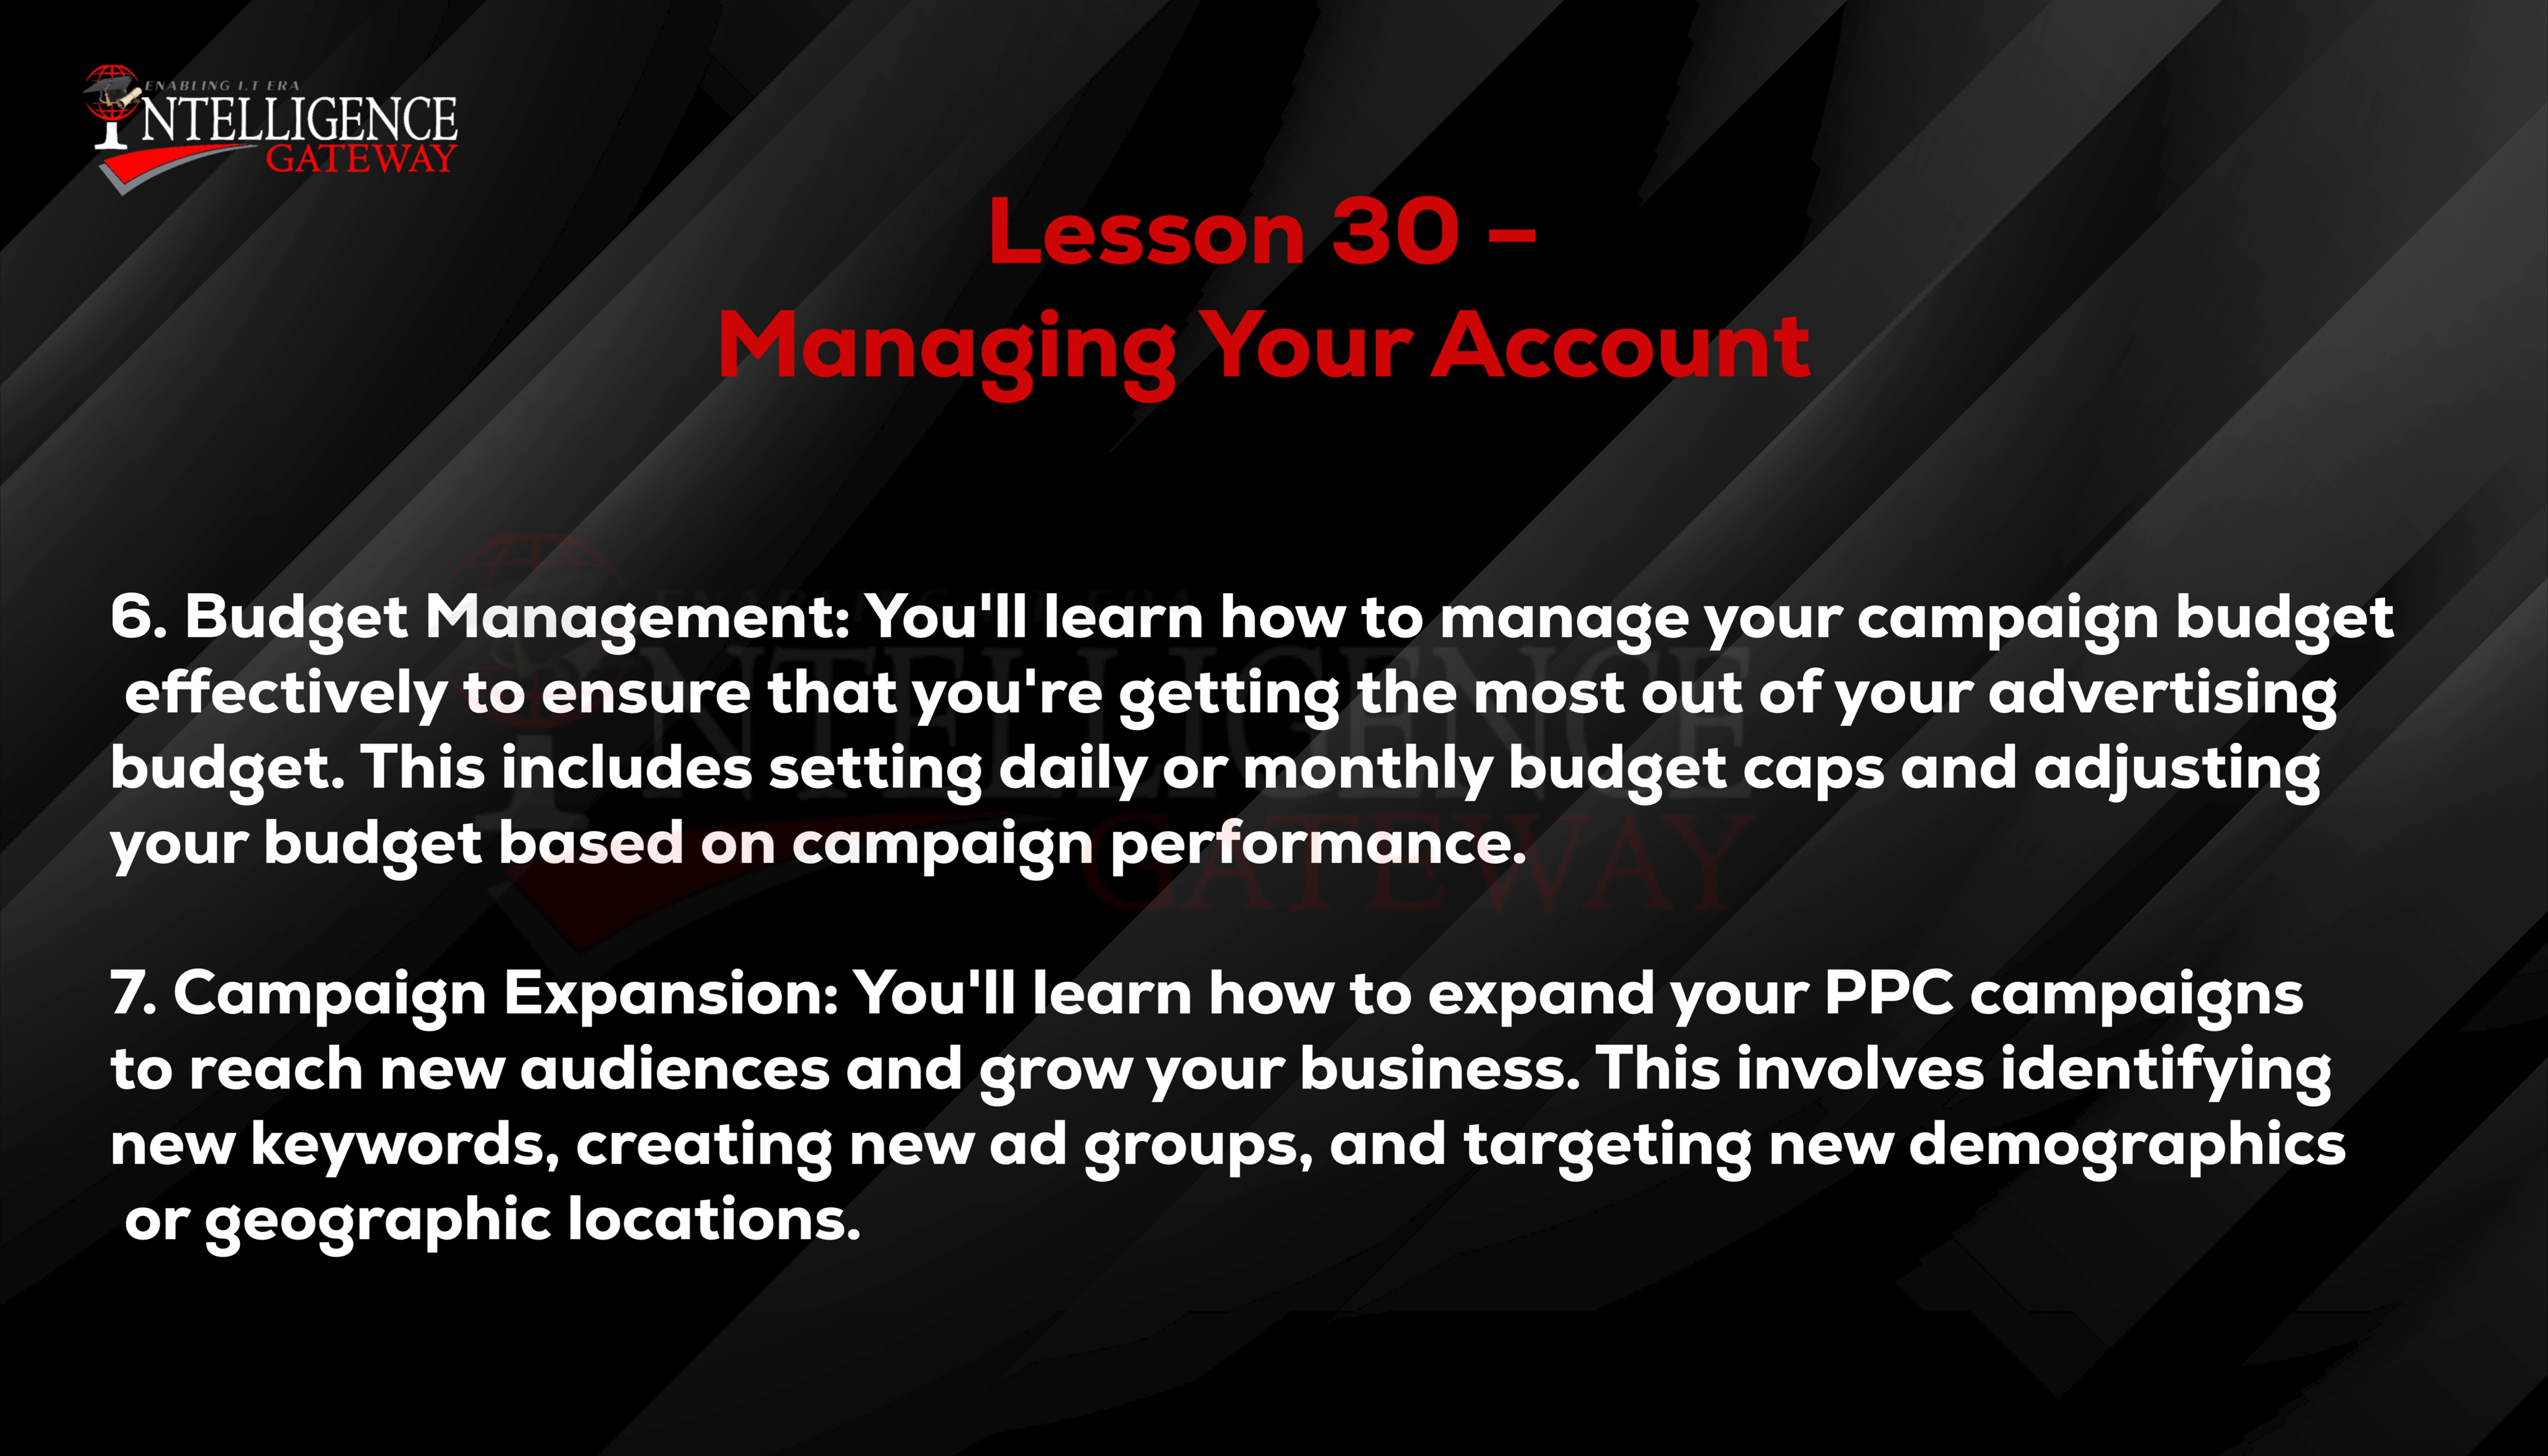 ENABLING I.T ERA
INTELLIGENCE
GATEWAY
Lesson 30 –
Managing Your Account
6. Budget Management: You'll learn how to manage your campaign budget
effectively to ensure that you're getting the most out of your advertising
budget. This includes setting daily or monthly budget caps and adjusting
your budget based on campaign performance.
7. Campaign Expansion: You'll learn how to expand your PPC campaigns
to reach new audiences and grow your business. This involves identifying
new keywords, creating new ad groups, and targeting new demographics
or geographic locations.
ENABLING I.T ERA
INTELLIGENCE
GATEWAY